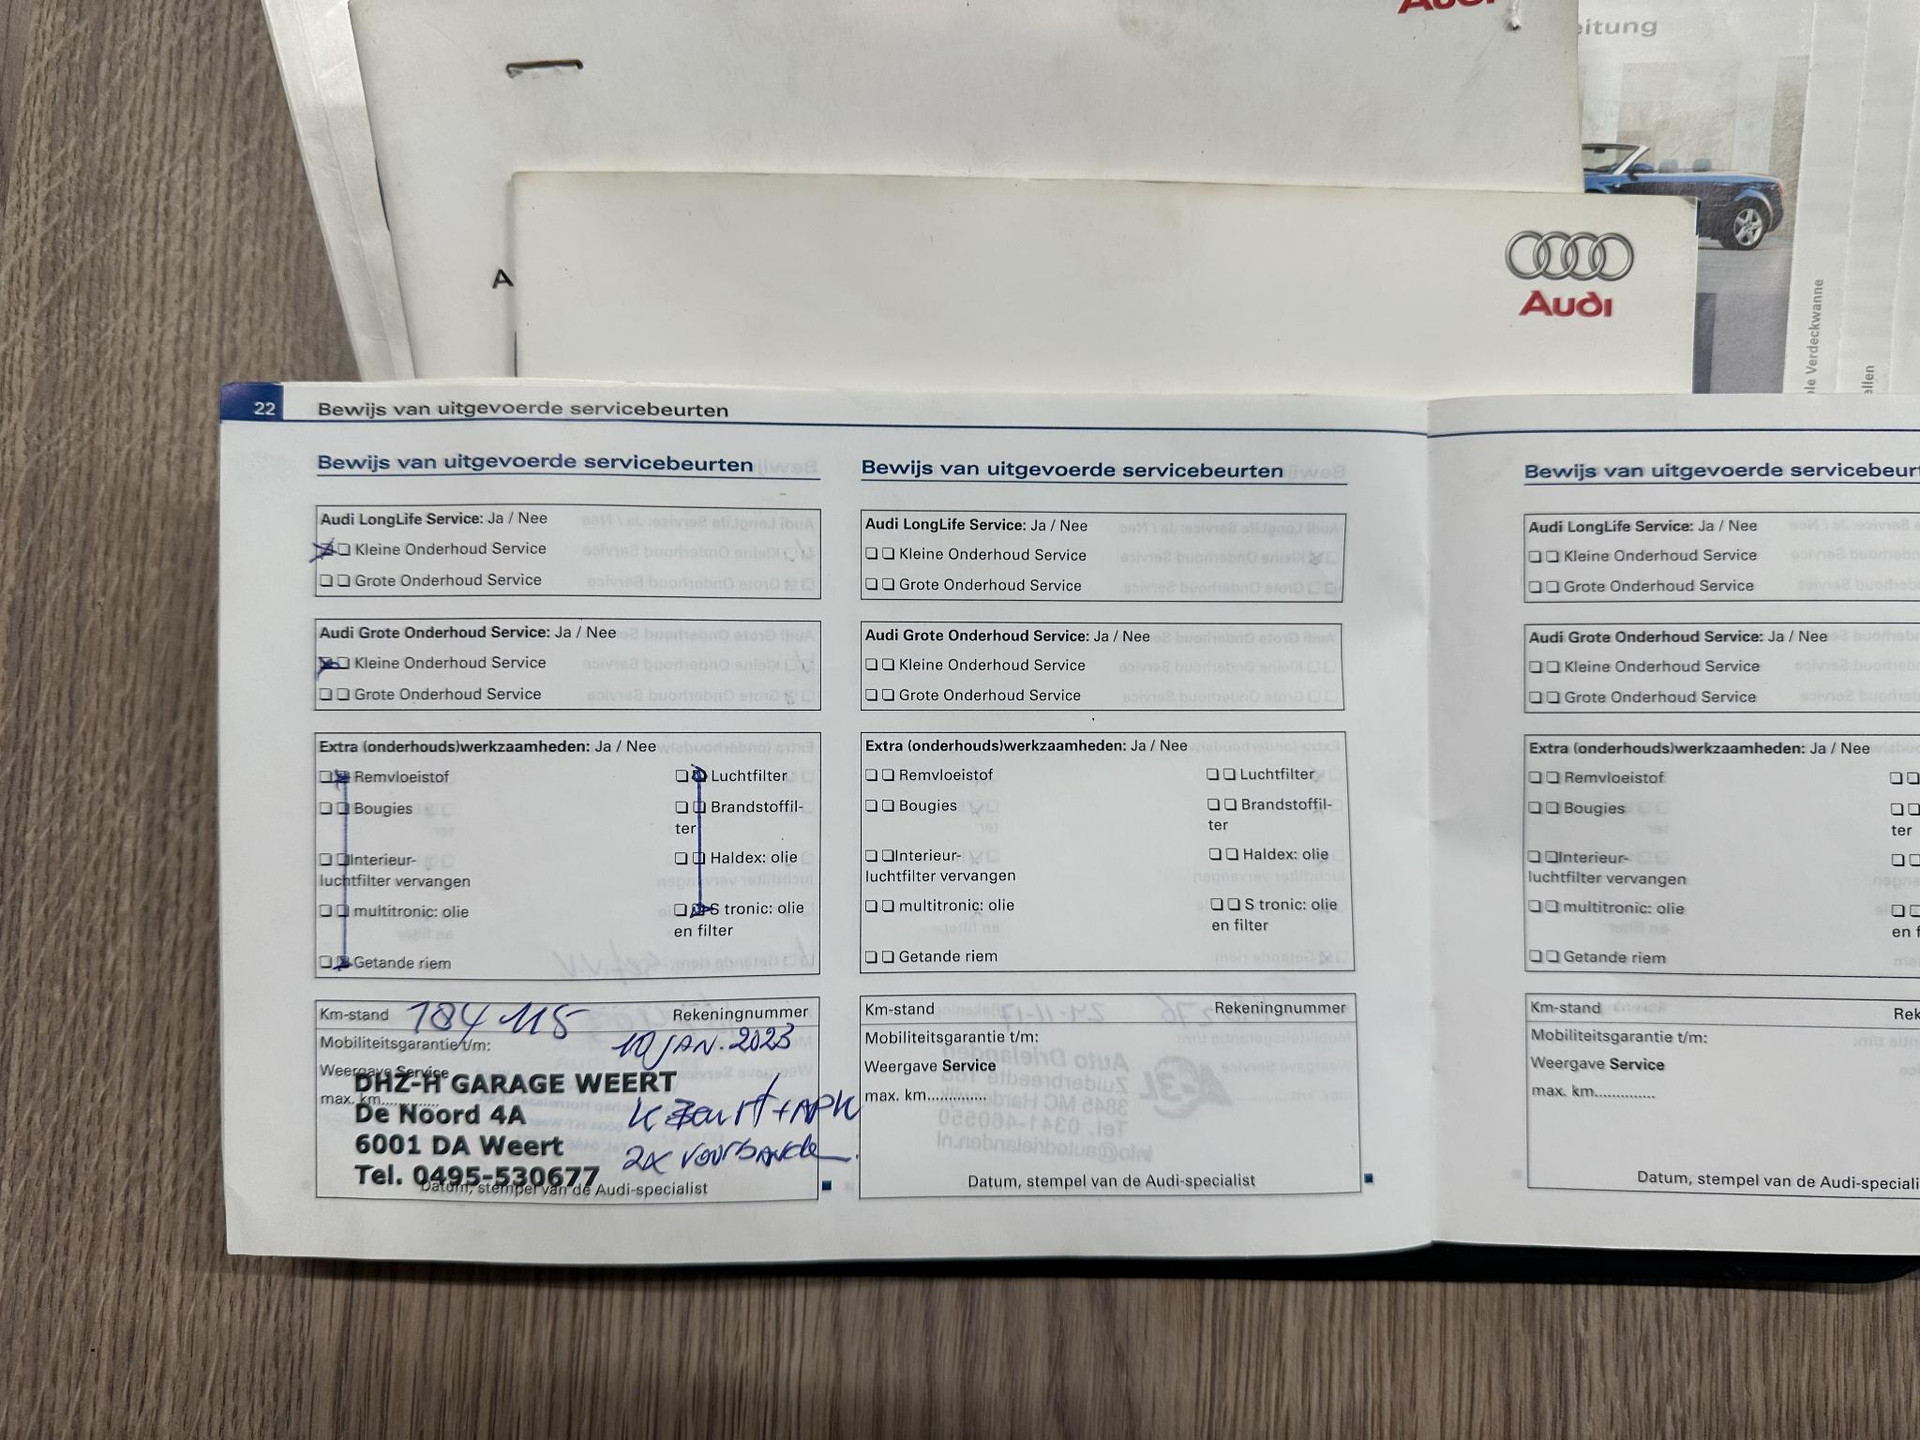 Audi
eitung
A
Audi
ale Verdeckwanne
ellen
22 Bewijs van uitgevoerde servicebeurten
Bewijs van uitgevoerde servicebeurten
Audi LongLife Service: Ja / Nee
Kleine Onderhoud Service
Grote Onderhoud Service
Audi Grote Onderhoud Service: Ja / Nee
Kleine Onderhoud Service
Grote Onderhoud Service
Extra (onderhouds)werkzaamheden: Ja / Nee
Remvloeistof Luchtfilter
Bougies Brandstoffil-
ter
Interieur- Haldex: olie
luchtfilter vervangen
multitronic: olie S tronic: olie
en filter
Getande riem
Km-stand 184 115 Rekeningnummer
Mobiliteitsgarantie t/m: 10 JAN. 2023
Weergave Service
DHZ-H GARAGE WEERT
max. km..............
De Noord 4A K Beurt + APK
6001 DA Weert
2x voorbanden
Tel. 0495-530677
Datum, stempel van de Audi-specialist
Bewijs van uitgevoerde servicebeurten
Audi LongLife Service: Ja / Nee
Kleine Onderhoud Service
Grote Onderhoud Service
Audi Grote Onderhoud Service: Ja / Nee
Kleine Onderhoud Service
Grote Onderhoud Service
Extra (onderhouds)werkzaamheden: Ja / Nee
Remvloeistof Luchtfilter
Bougies Brandstoffil-
ter
Interieur- Haldex: olie
luchtfilter vervangen
multitronic: olie S tronic: olie
en filter
Getande riem
Km-stand Rekeningnummer
Mobiliteitsgarantie t/m:
Weergave Service
max. km..............
Datum, stempel van de Audi-specialist
Bewijs van uitgevoerde servicebeurt
Audi LongLife Service: Ja / Nee
Kleine Onderhoud Service
Grote Onderhoud Service
Audi Grote Onderhoud Service: Ja / Nee
Kleine Onderhoud Service
Grote Onderhoud Service
Extra (onderhouds)werkzaamheden: Ja / Nee
Remvloeistof
Bougies
ter
Interieur-
luchtfilter vervangen
multitronic: olie
en f
Getande riem
Km-stand Rek
Mobiliteitsgarantie t/m:
Weergave Service
max. km..............
Datum, stempel van de Audi-speciali